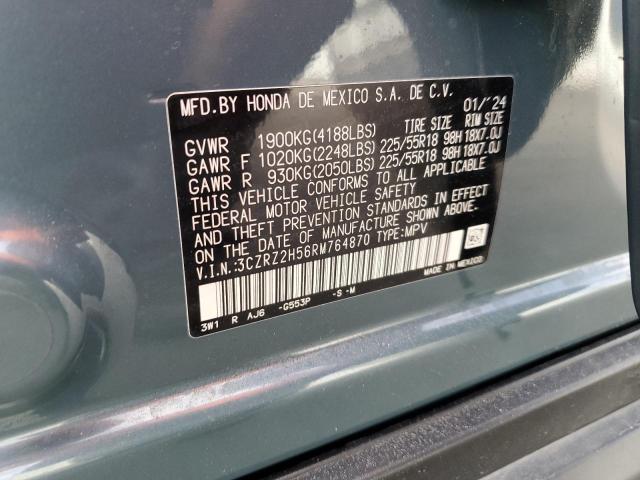 MFD.BY HONDA DE MEXICO S.A. DE C.V. 01/'24
TIRE SIZE RIM SIZE
GVWR 1900KG(4188LBS)
GAWR F 1020KG(2248LBS) 225/55R18 98H 18X7.0J
GAWR R 930KG(2050LBS) 225/55R18 98H 18X7.0J
THIS VEHICLE CONFORMS TO ALL APPLICABLE
FEDERAL MOTOR VEHICLE SAFETY
AND THEFT PREVENTION STANDARDS IN EFFECT
ON THE DATE OF MANUFACTURE SHOWN ABOVE.
V.I.N.:3CZRZ2H56RM764870 TYPE:MPV
3W1 R AJ6 -G553P -S -M